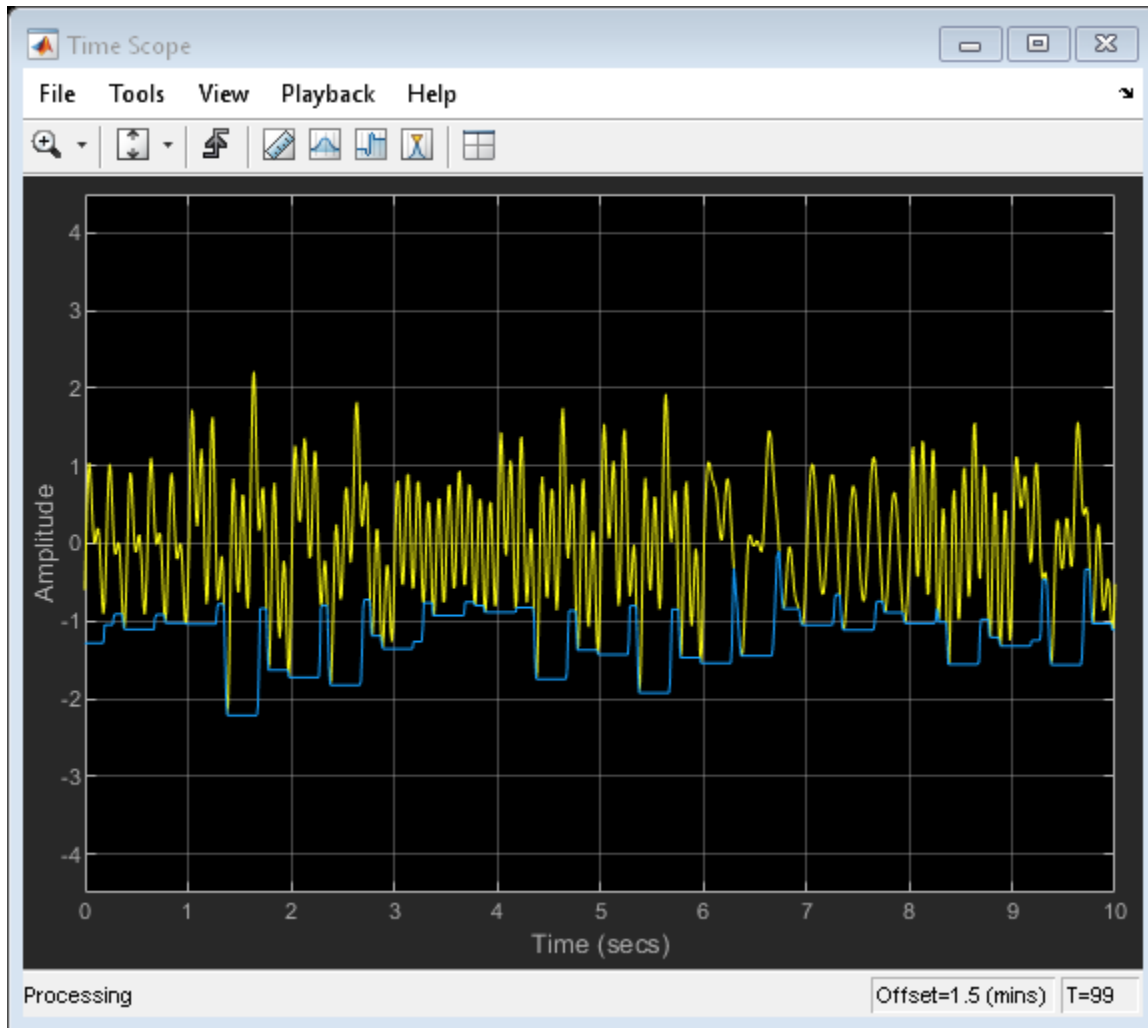 Time Scope
File Tools View Playback Help
4
3
2
1
0
-1
-2
-3
-4
Amplitude
0 1 2 3 4 5 6 7 8 9 10
Time (secs)
Processing Offset=1.5 (mins) T=99